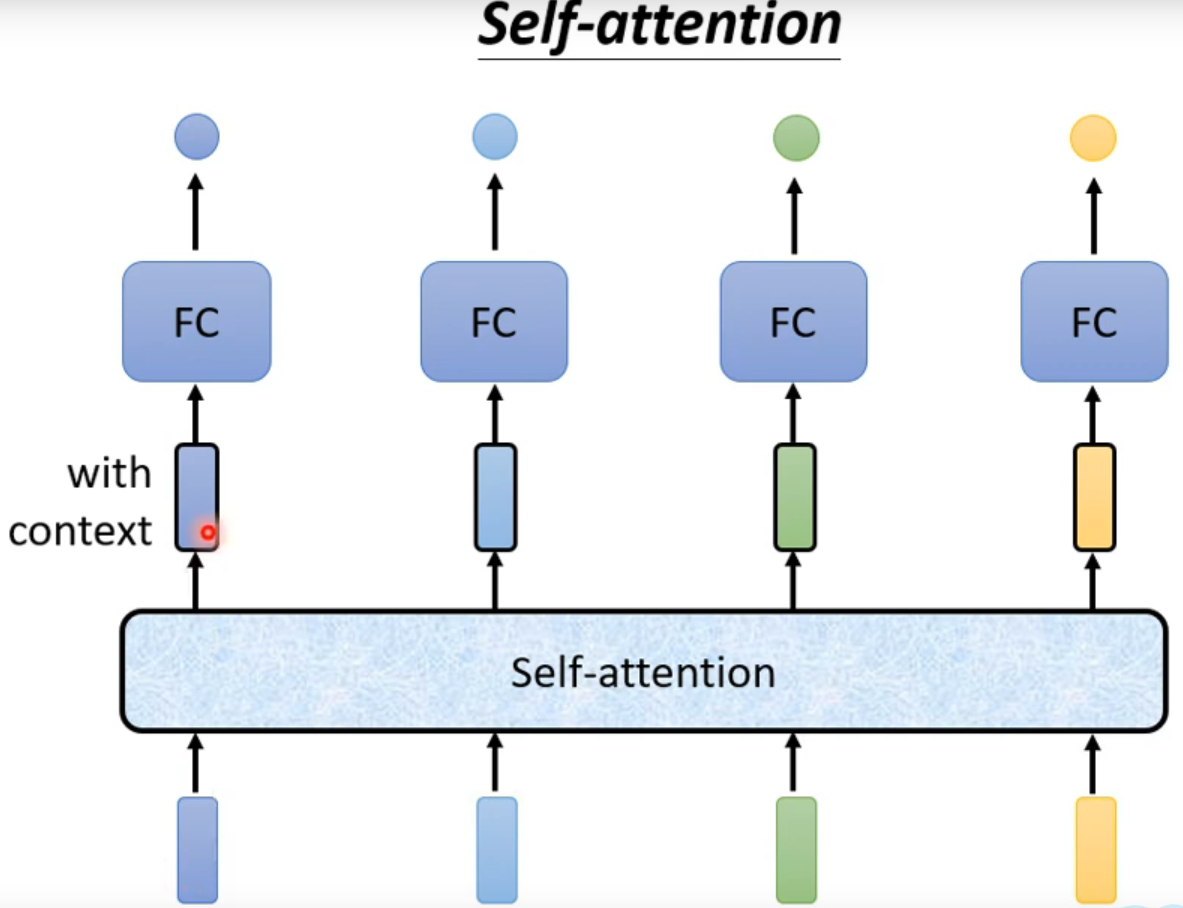 Self-attention
FC FC FC FC
with
context
Self-attention